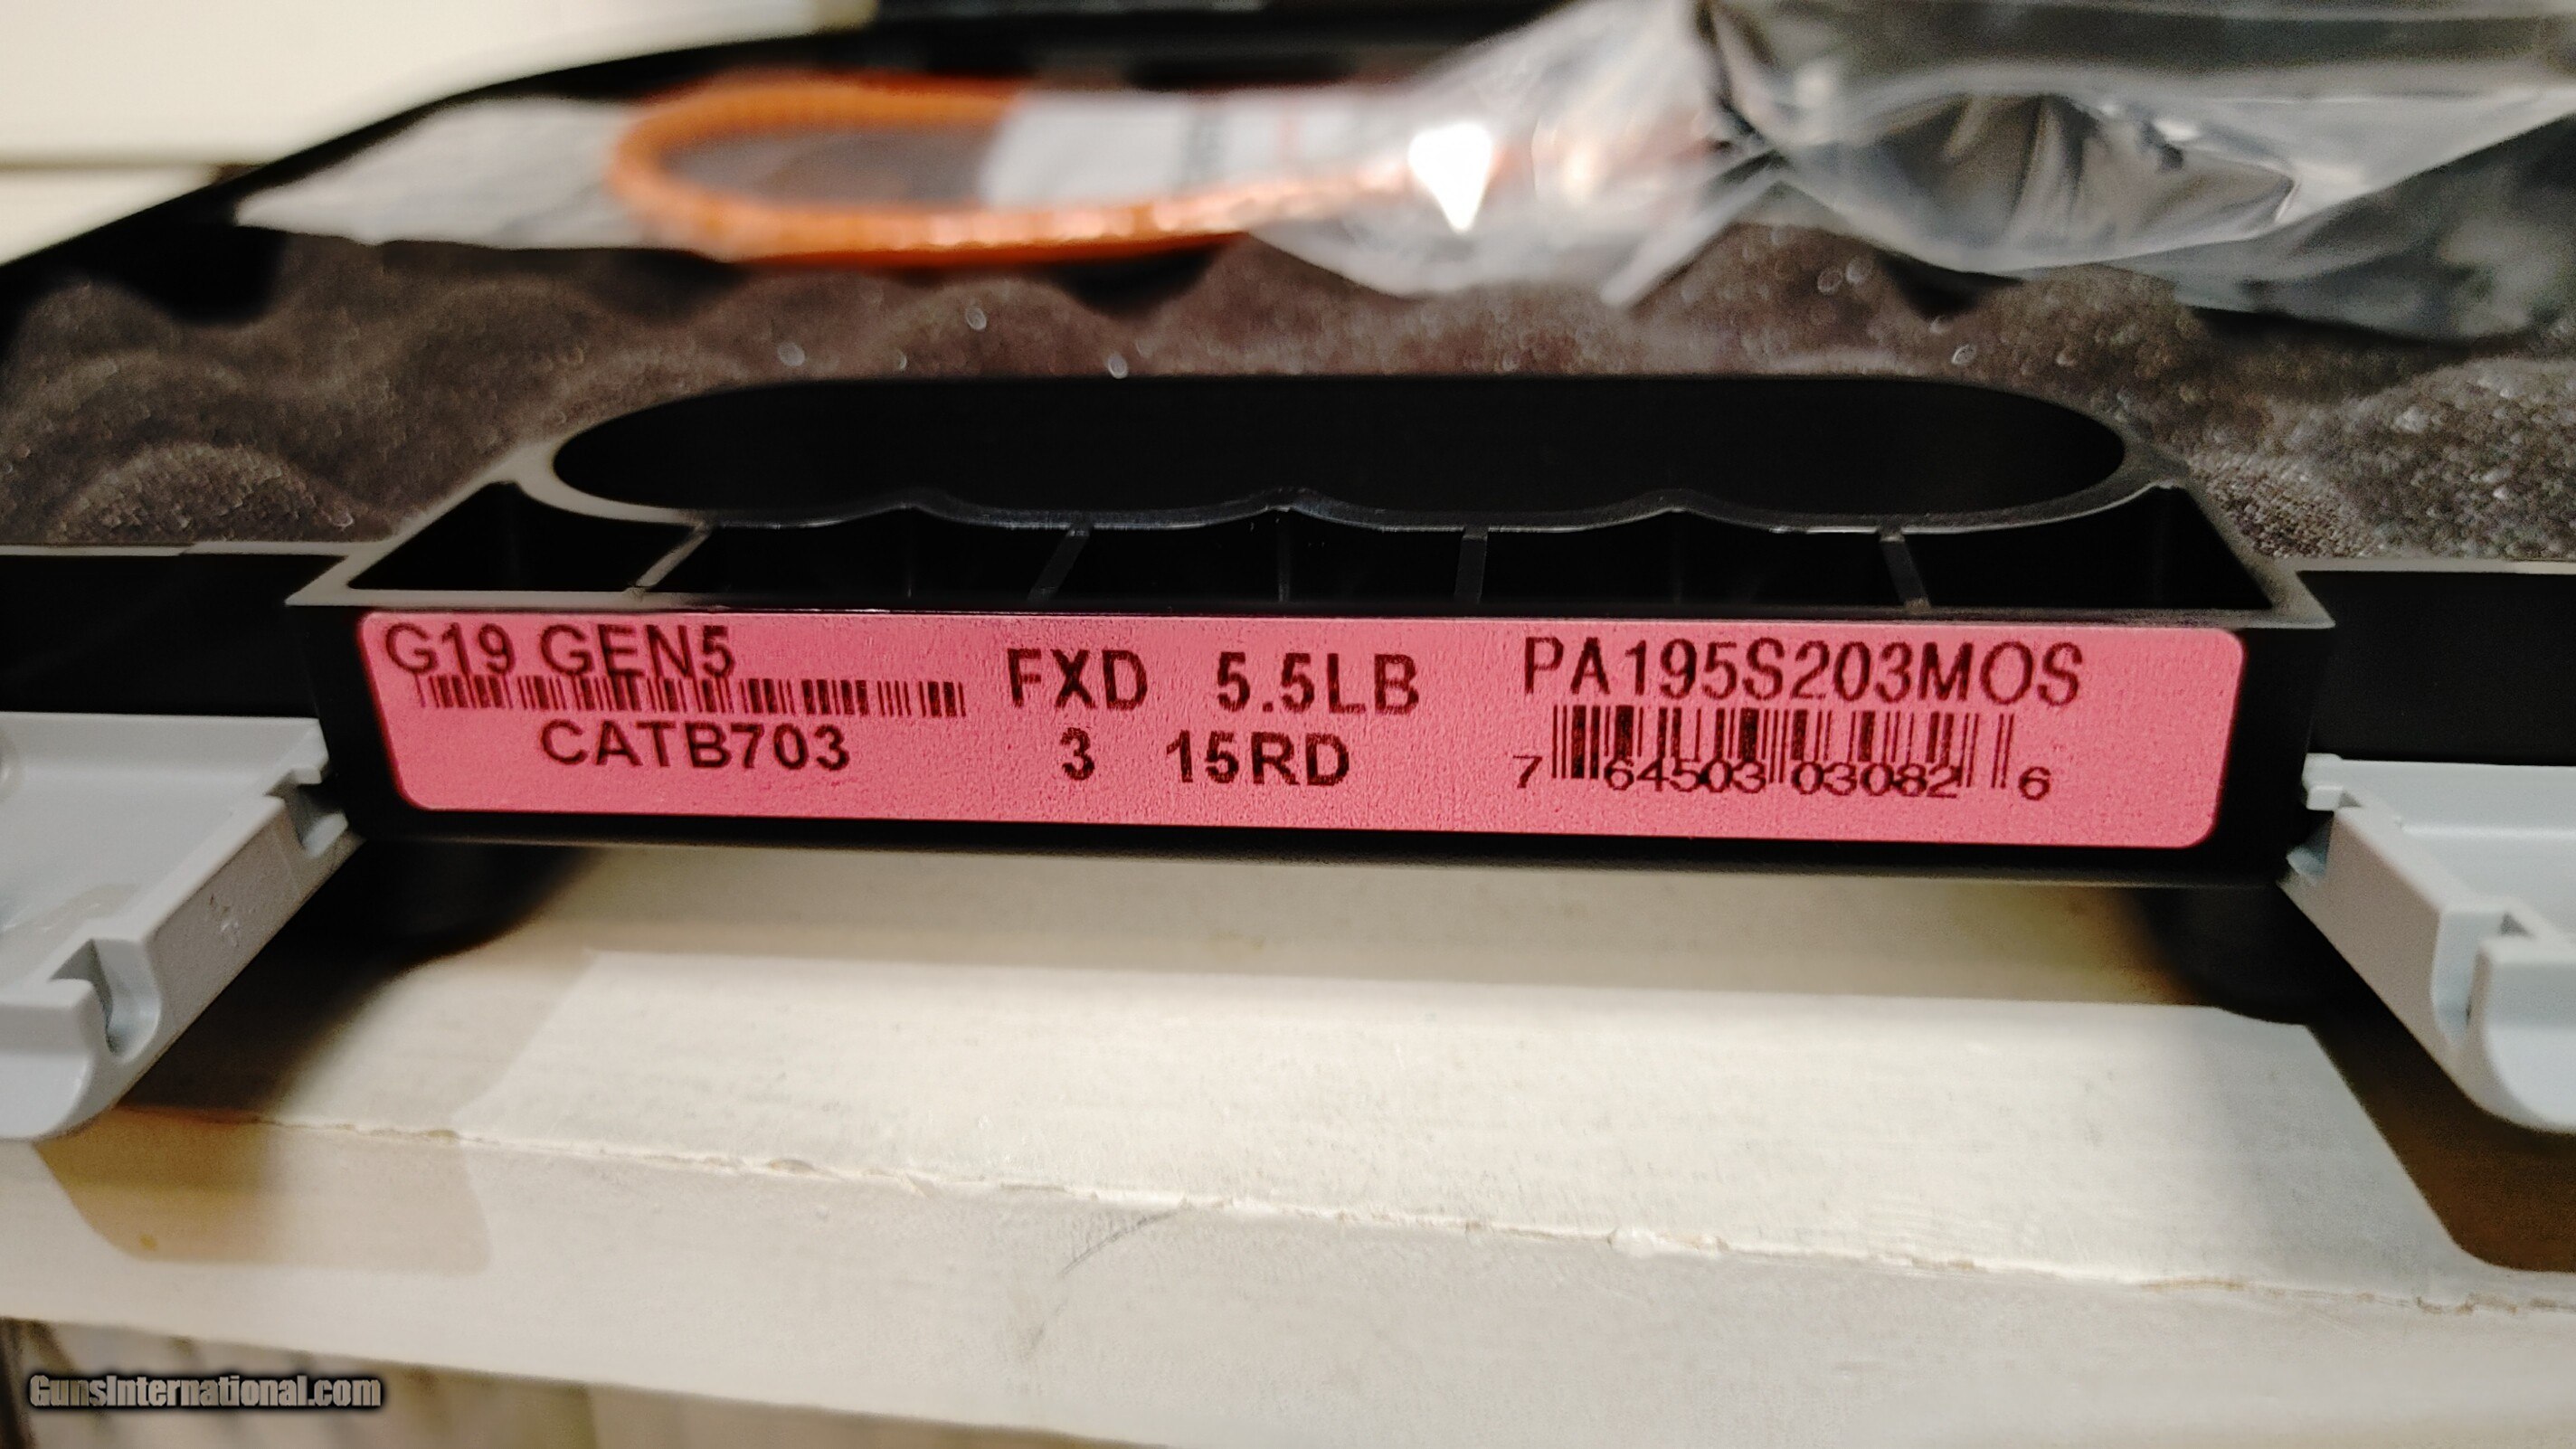 G19 GEN5
CATB703
FXD 5.5LB
3 15RD
PA195S203MOS
7 64503 03082 6
GunsInternational.com